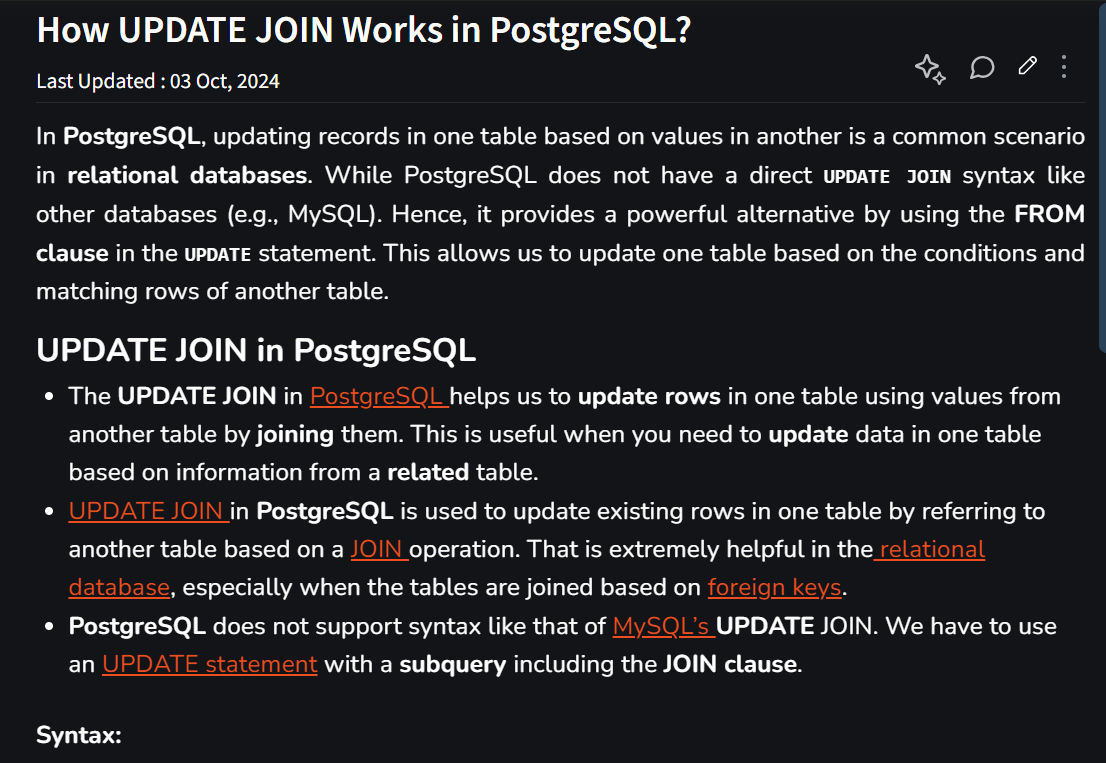 How UPDATE JOIN Works in PostgreSQL?
Last Updated : 03 Oct, 2024
In PostgreSQL, updating records in one table based on values in another is a common scenario
in relational databases. While PostgreSQL does not have a direct UPDATE JOIN syntax like
other databases (e.g., MySQL). Hence, it provides a powerful alternative by using the FROM
clause in the UPDATE statement. This allows us to update one table based on the conditions and
matching rows of another table.
UPDATE JOIN in PostgreSQL
• The UPDATE JOIN in PostgreSQL helps us to update rows in one table using values from
another table by joining them. This is useful when you need to update data in one table
based on information from a related table.
• UPDATE JOIN in PostgreSQL is used to update existing rows in one table by referring to
another table based on a JOIN operation. That is extremely helpful in the relational
database, especially when the tables are joined based on foreign keys.
• PostgreSQL does not support syntax like that of MySQL’s UPDATE JOIN. We have to use
an UPDATE statement with a subquery including the JOIN clause.
Syntax: